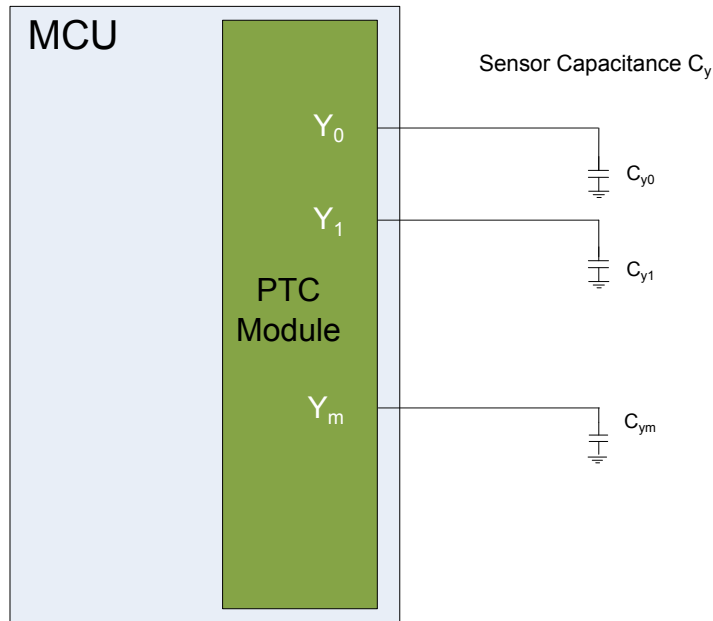 MCU
Sensor Capacitance Cy
Y0
Cy0
Y1
Cy1
PTC
Module
Ym
Cym